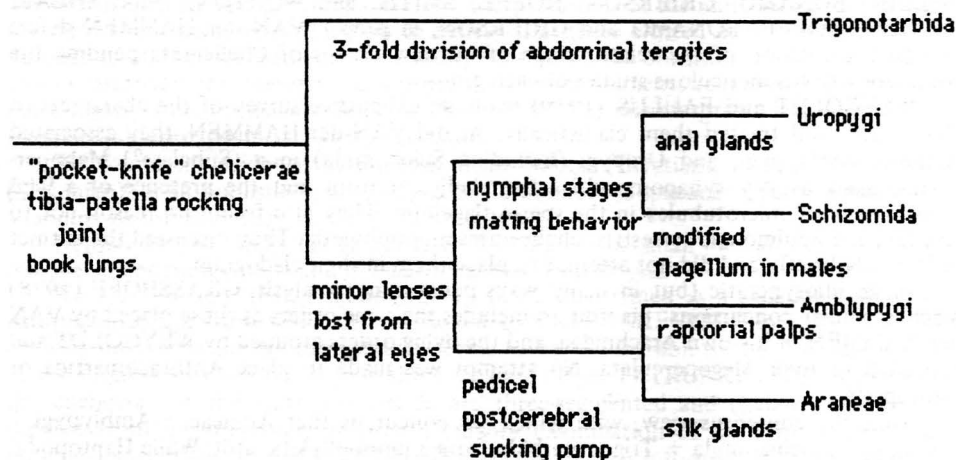 Trigonotarbida
3-fold division of abdominal tergites
Uropygi
anal glands
"pocket-knife" chelicerae
tibia-patella rocking
joint
book lungs
nymphal stages
mating behavior
Schizomida
modified
flagellum in males
minor lenses
lost from
lateral eyes
Amblypygi
raptorial palps
pedicel
postcerebral
sucking pump
Araneae
silk glands